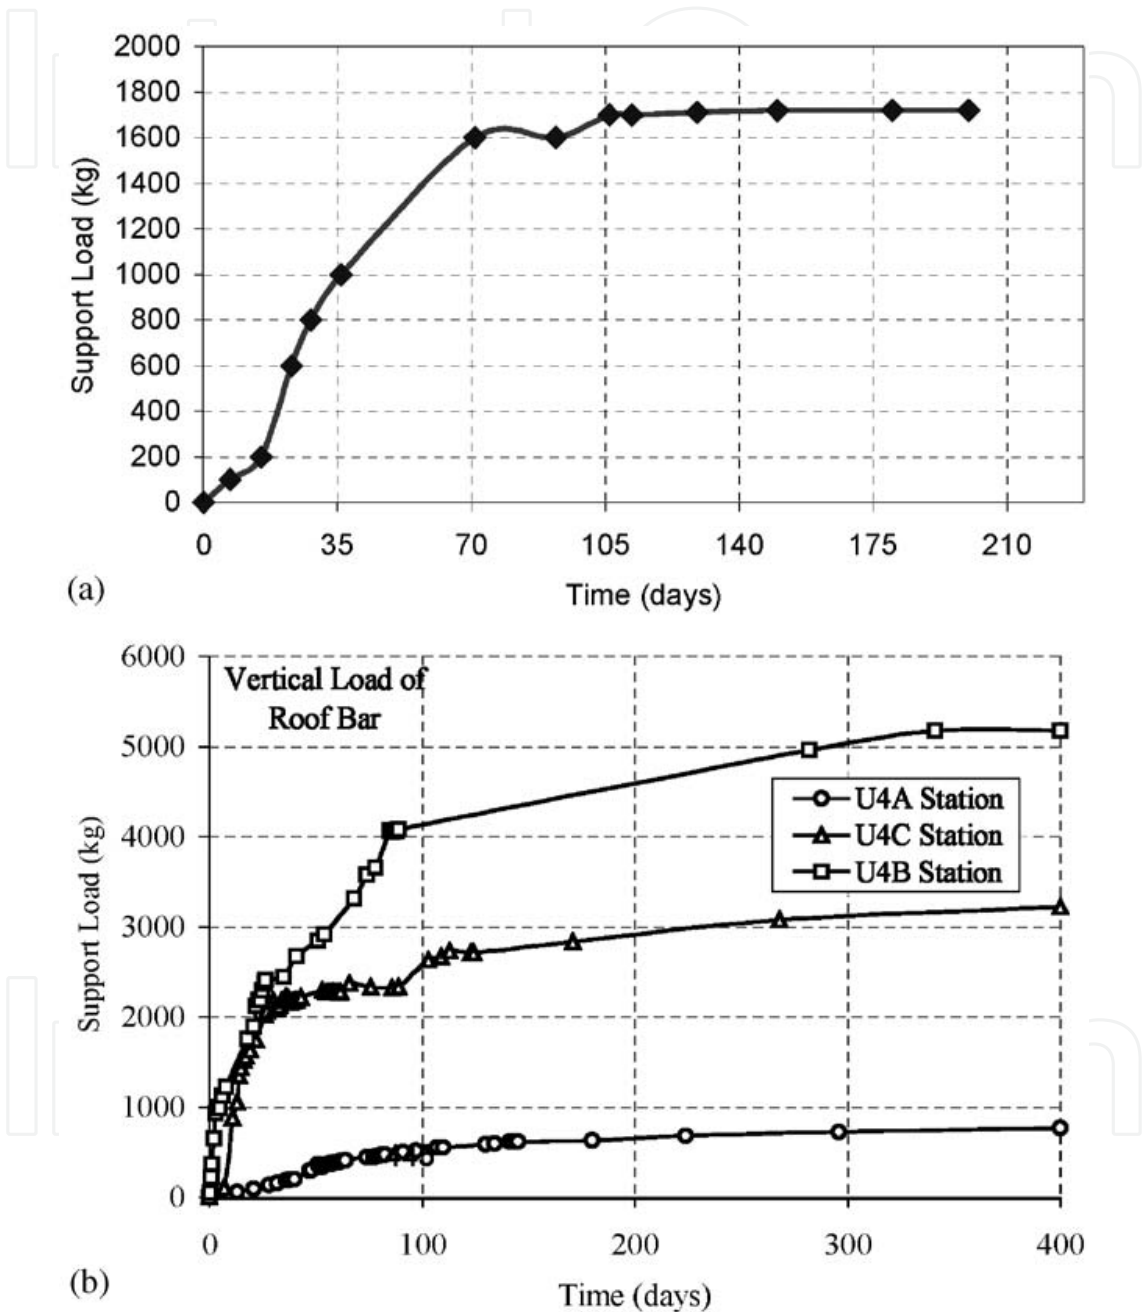 2000
1800
1600
1400
1200
1000
800
600
400
200
0
Support Load (kg)
0 35 70 105 140 175 210
Time (days)
(a)
6000
5000
4000
3000
2000
1000
0
Support Load (kg)
Vertical Load of
Roof Bar
U4A Station
U4C Station
U4B Station
0 100 200 300 400
Time (days)
(b)